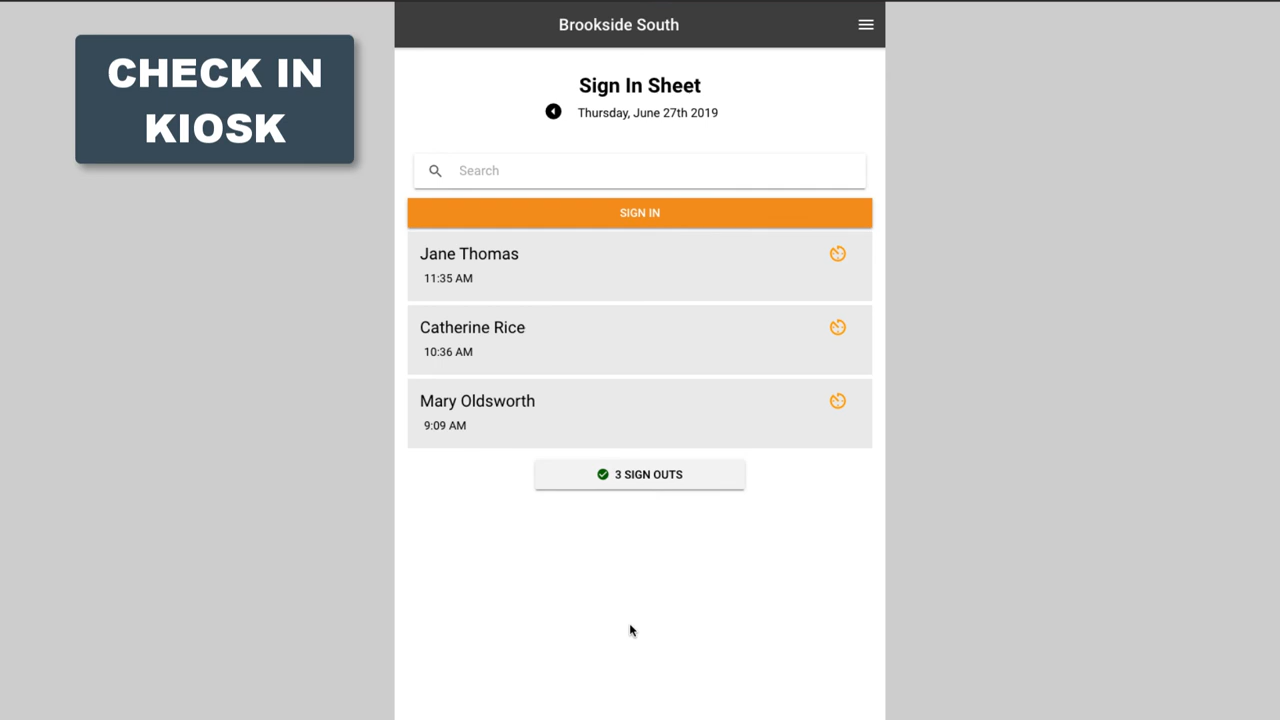 CHECK IN
KIOSK
Brookside South
Sign In Sheet
Thursday, June 27th 2019
Search
SIGN IN
Jane Thomas
11:35 AM
Catherine Rice
10:36 AM
Mary Oldsworth
9:09 AM
3 SIGN OUTS